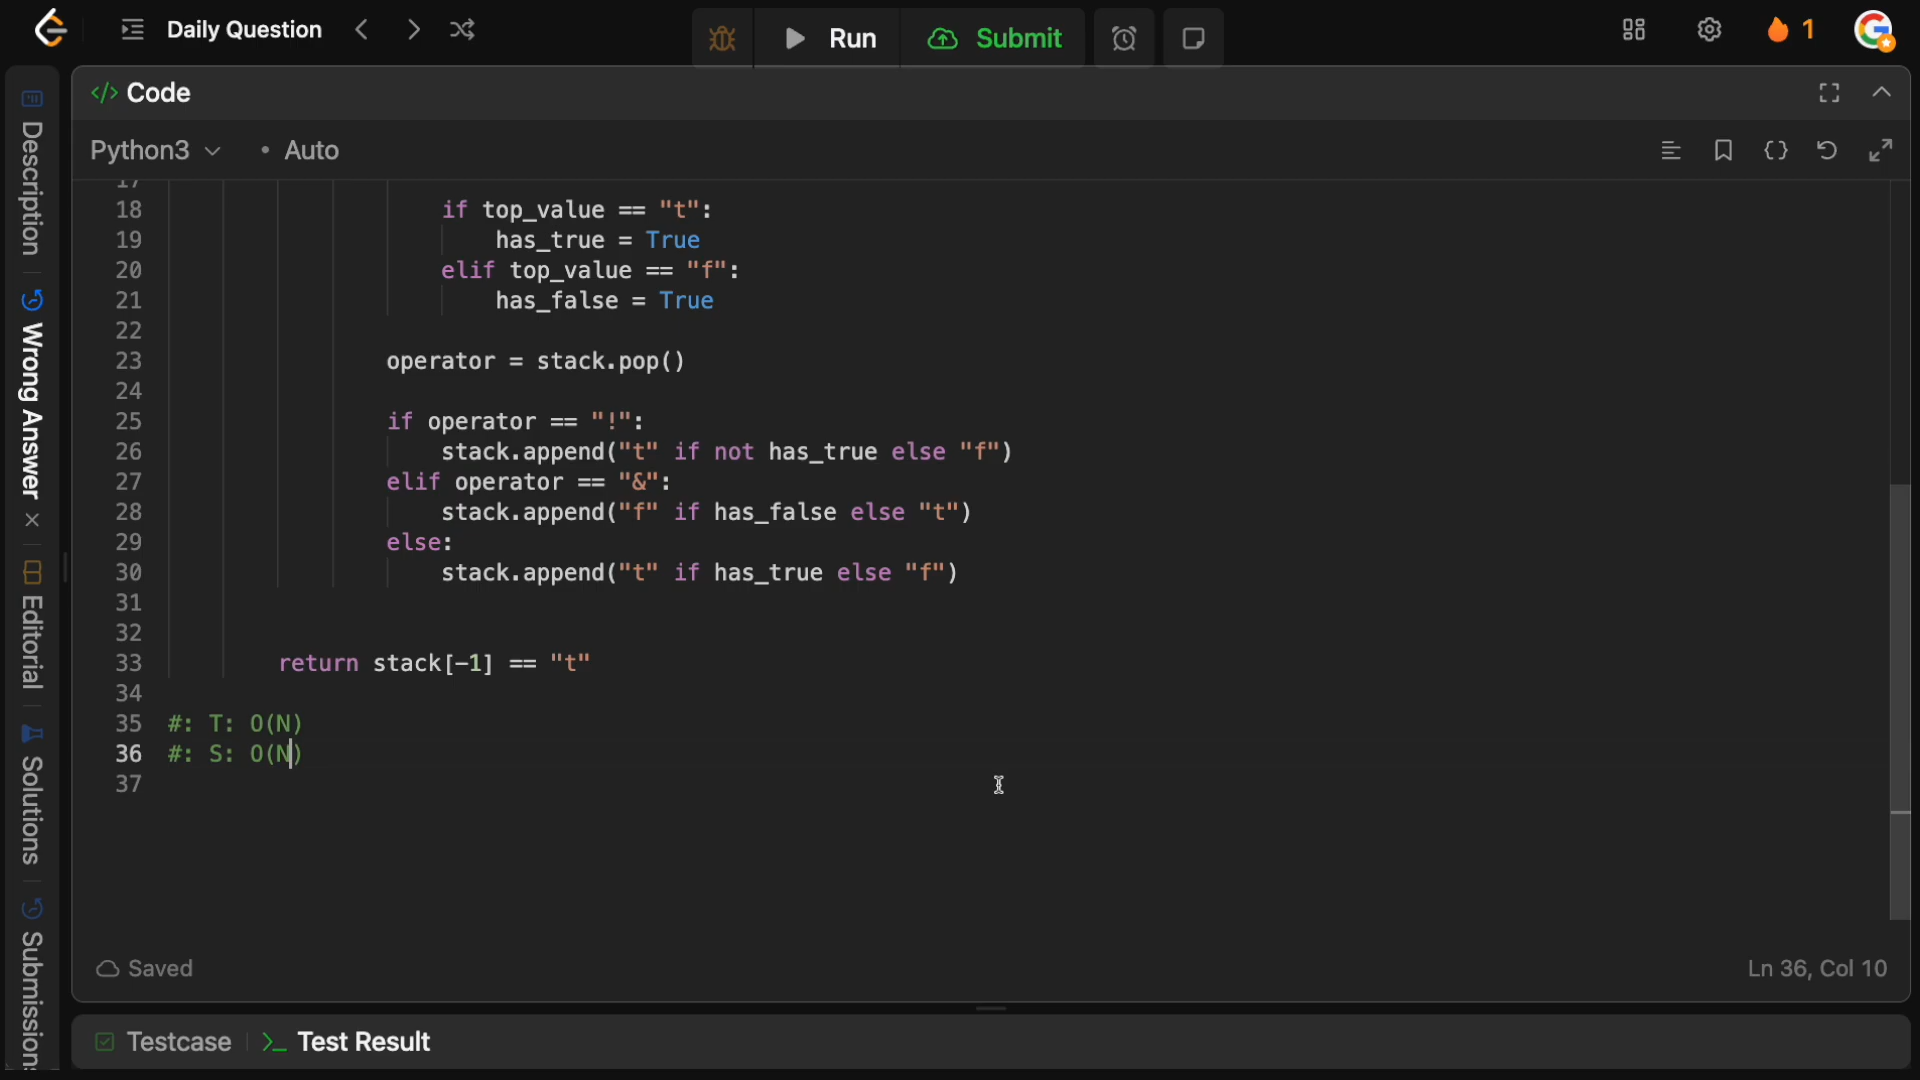 Daily Question
Run
Submit
1
Description
Wrong Answer
Editorial
Solutions
Submissions
</> Code
Python3 • Auto
17
18 if top_value == "t":
19 has_true = True
20 elif top_value == "f":
21 has_false = True
22
23 operator = stack.pop()
24
25 if operator == "!":
26 stack.append("t" if not has_true else "f")
27 elif operator == "&":
28 stack.append("f" if has_false else "t")
29 else:
30 stack.append("t" if has_true else "f")
31
32
33 return stack[-1] == "t"
34
35 #: T: O(N)
36 #: S: O(N)
37
Saved
Ln 36, Col 10
Testcase
Test Result